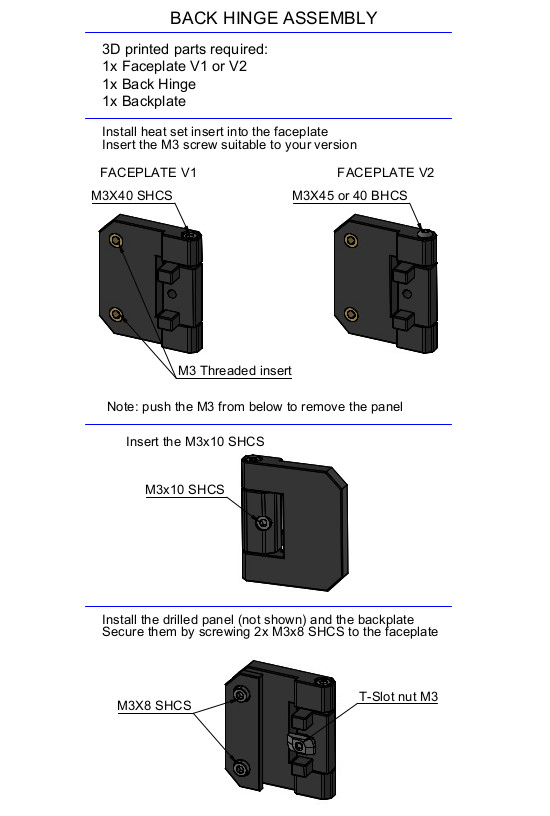 BACK HINGE ASSEMBLY
3D printed parts required:
1x Faceplate V1 or V2
1x Back Hinge
1x Backplate
Install heat set insert into the faceplate
Insert the M3 screw suitable to your version
FACEPLATE V1
FACEPLATE V2
M3X40 SHCS
M3X45 or 40 BHCS
M3 Threaded insert
Note: push the M3 from below to remove the panel
Insert the M3x10 SHCS
M3x10 SHCS
Install the drilled panel (not shown) and the backplate
Secure them by screwing 2x M3x8 SHCS to the faceplate
T-Slot nut M3
M3X8 SHCS